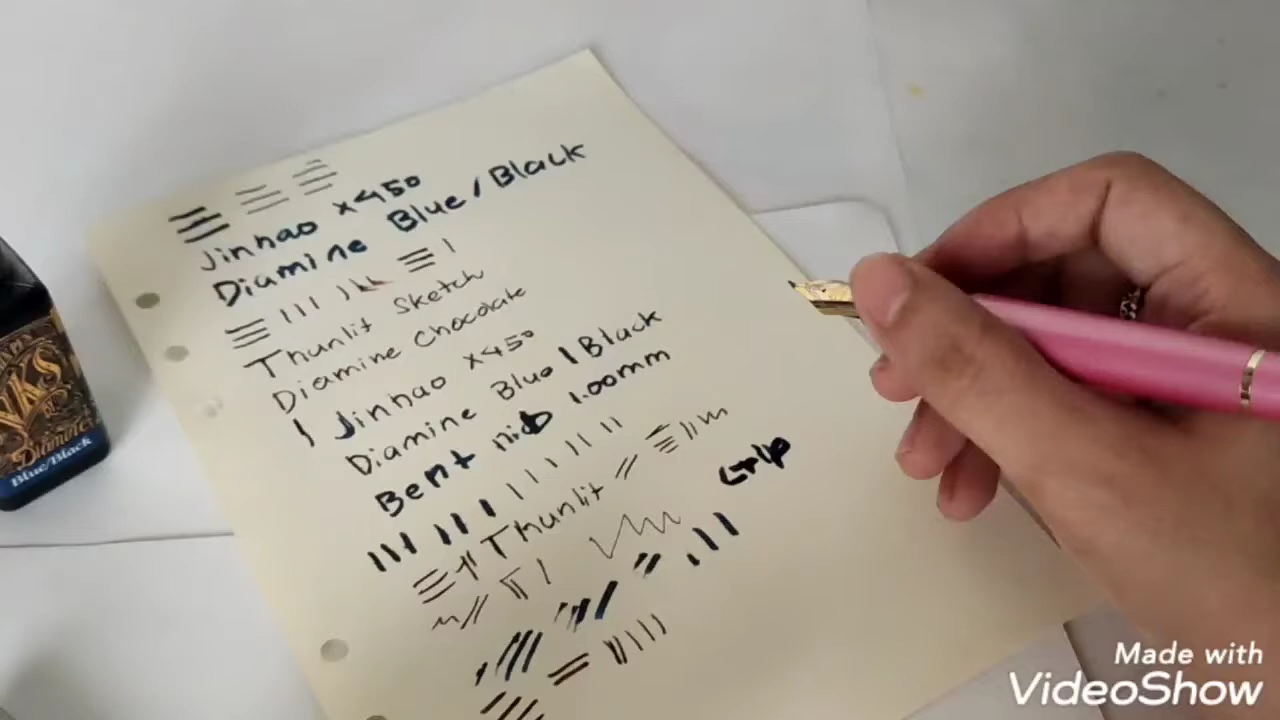 Jinhao x450
Diamine Blue/Black
Thunlit Sketch
Diamine Chocolate
Jinhao x450
Diamine Blue/Black
Bent nib 1.00mm
Thunlit
INKS
Diamine
Blue/Black
Made with
VideoShow